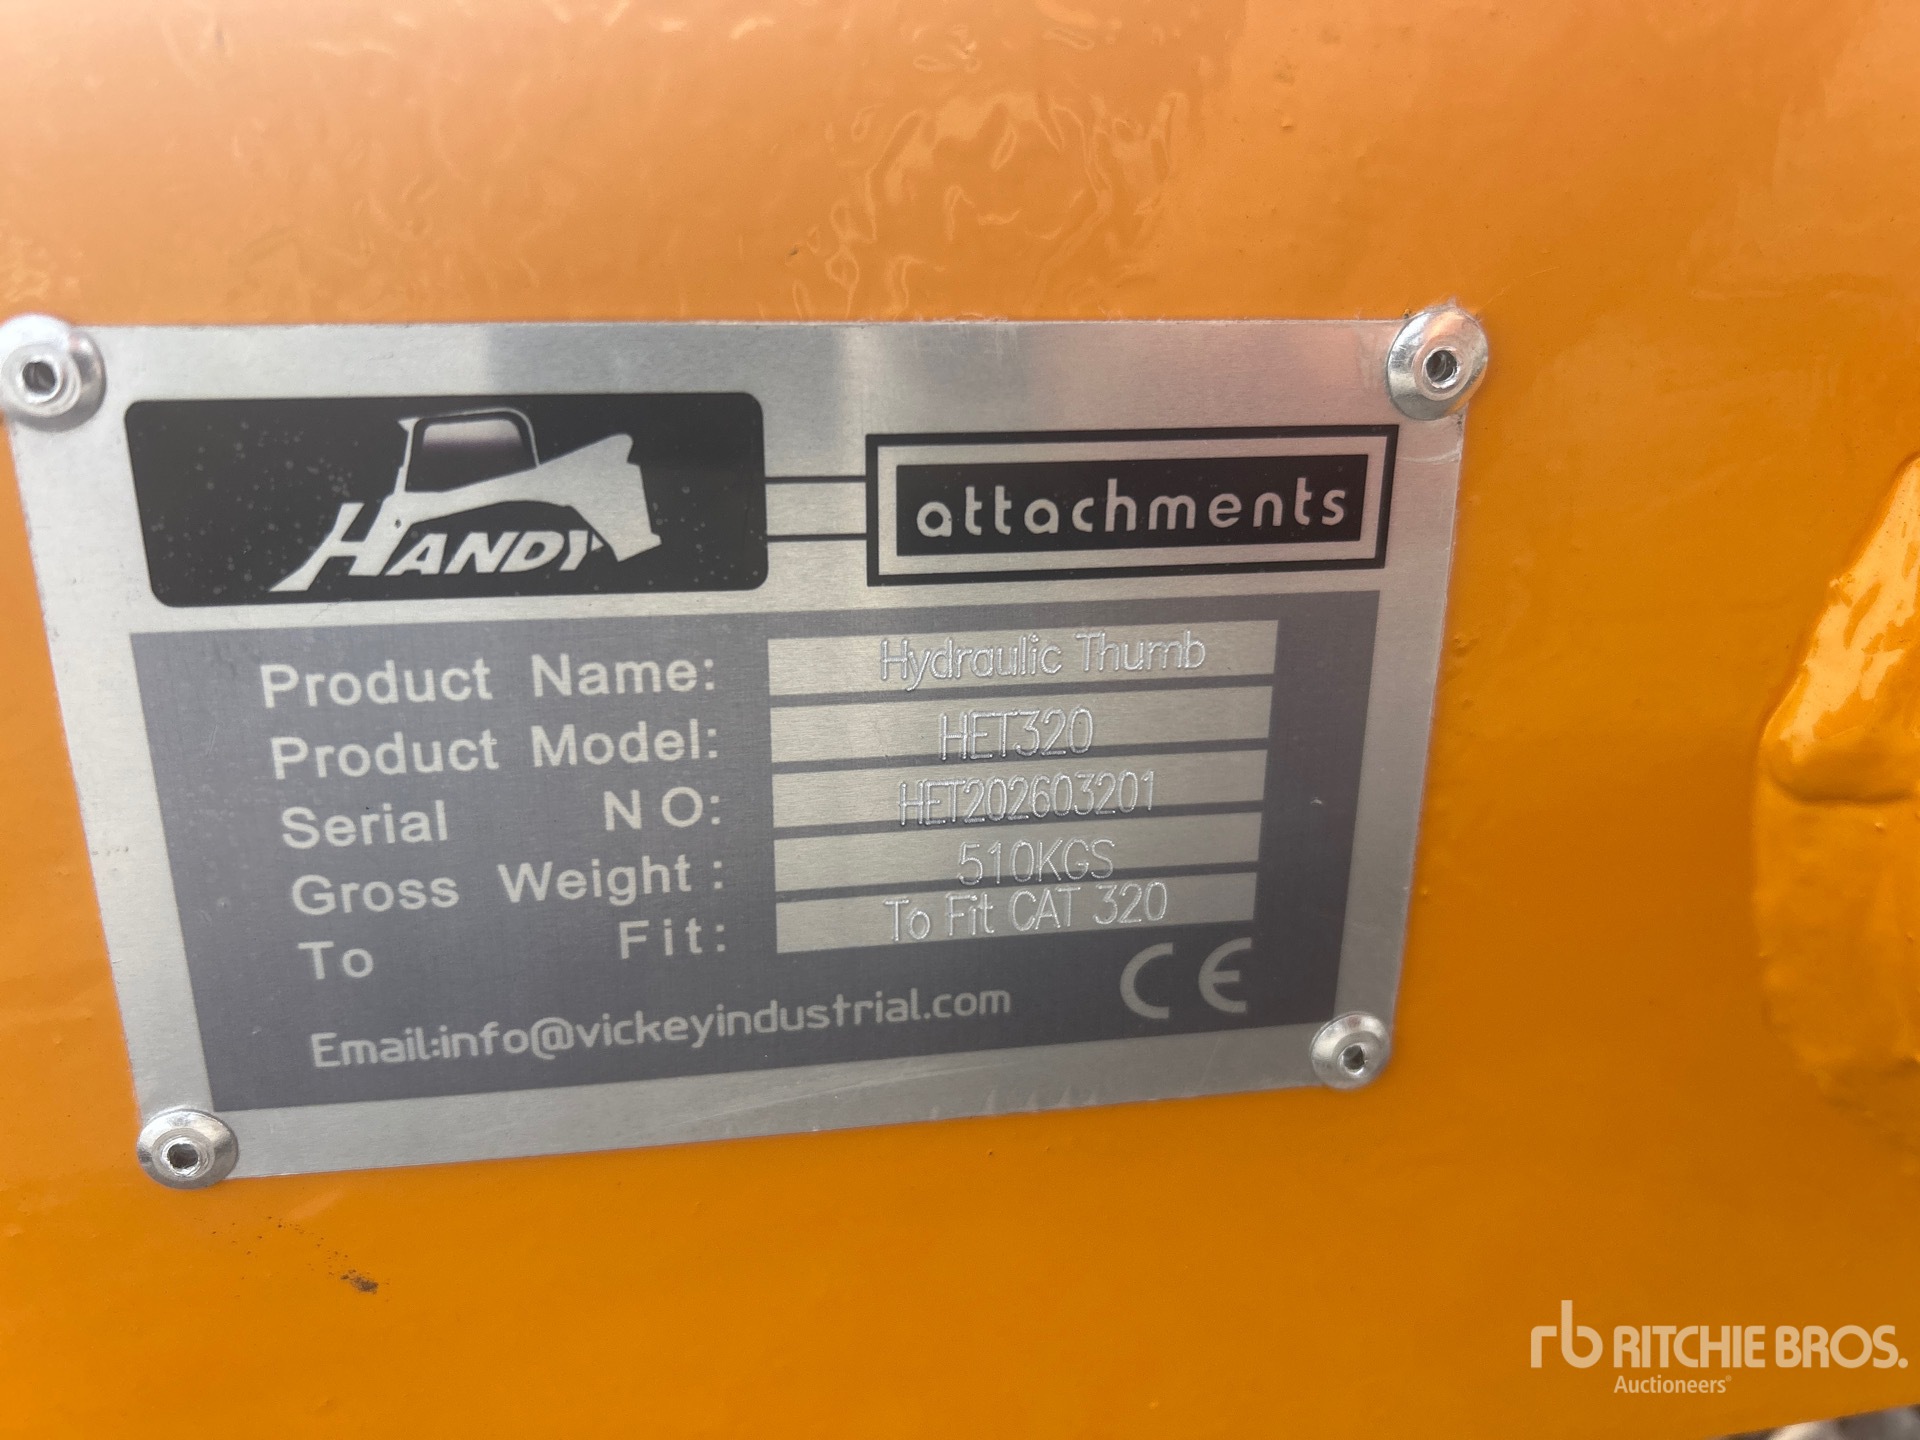 HANDY
attachments
Product Name: Hydraulic Thumb
Product Model: HET320
Serial NO: HET202603201
Gross Weight: 510KGS
To Fit: To Fit CAT 320
Email:info@vickeyindustrial.com
CE
rb RITCHIE BROS.
Auctioneers®